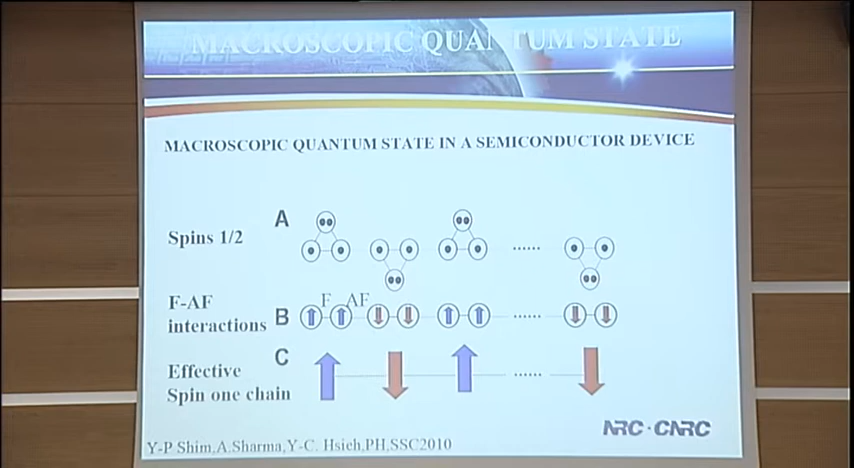 MACROSCOPIC QUANTUM STATE
MACROSCOPIC QUANTUM STATE IN A SEMICONDUCTOR DEVICE
A
Spins 1/2
......
F AF
F-AF
interactions B
......
C
Effective
Spin one chain
......
NRC·CNRC
Y-P Shim,A.Sharma,Y-C. Hsieh,PH,SSC2010